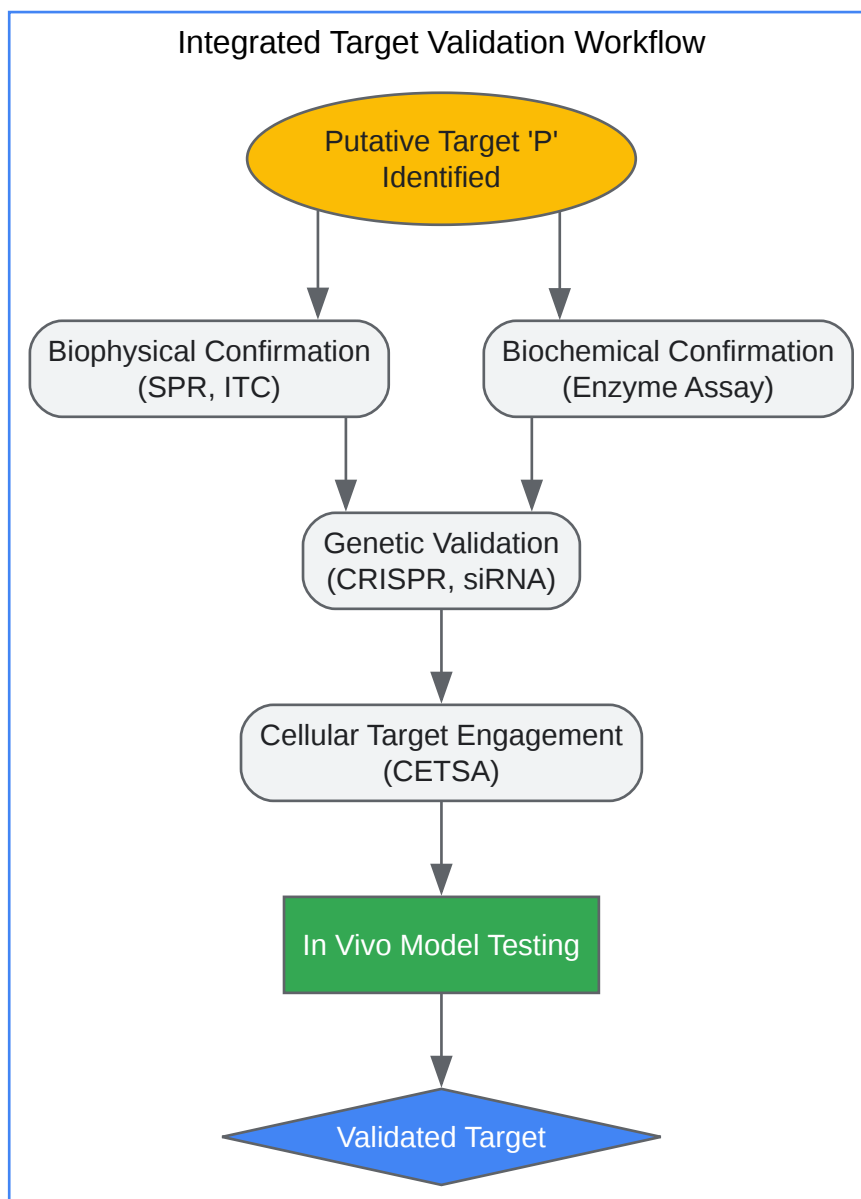 Integrated Target Validation Workflow
Putative Target 'P'
Identified
Biophysical Confirmation
(SPR, ITC)
Biochemical Confirmation
(Enzyme Assay)
Genetic Validation
(CRISPR, siRNA)
Cellular Target Engagement
(CETSA)
In Vivo Model Testing
Validated Target